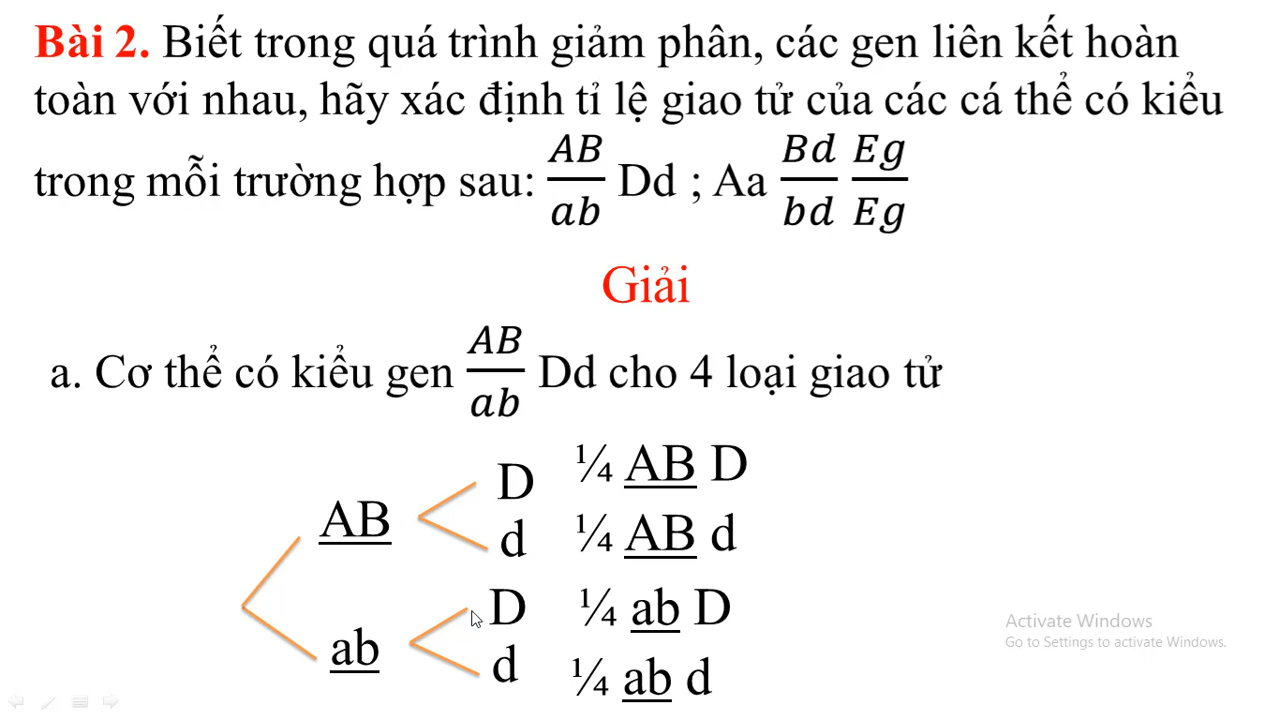 Bài 2. Biết trong quá trình giảm phân, các gen liên kết hoàn
toàn với nhau, hãy xác định tỉ lệ giao tử của các cá thể có kiểu
trong mỗi trường hợp sau: AB/ab Dd ; Aa Bd/bd Eg/Eg
Giải
a. Cơ thể có kiểu gen AB/ab Dd cho 4 loại giao tử
AB D ¼ AB D
d ¼ AB d
ab D ¼ ab D
d ¼ ab d
Activate Windows
Go to Settings to activate Windows.